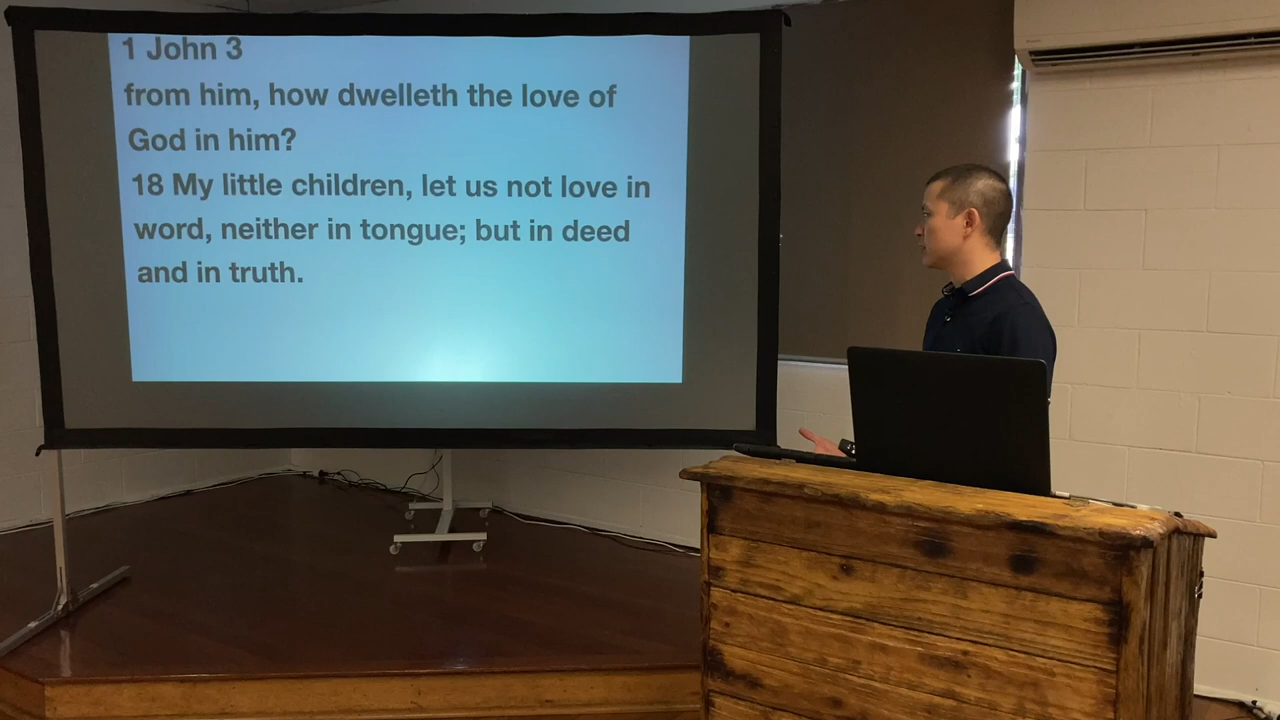 1 John 3
from him, how dwelleth the love of
God in him?
18 My little children, let us not love in
word, neither in tongue; but in deed
and in truth.